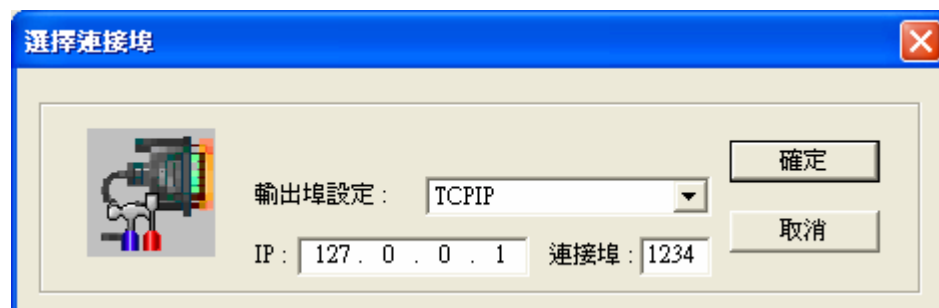 選擇連接埠
確定
輸出埠設定： TCPIP
取消
IP： 127 . 0 . 0 . 1 連接埠：1234